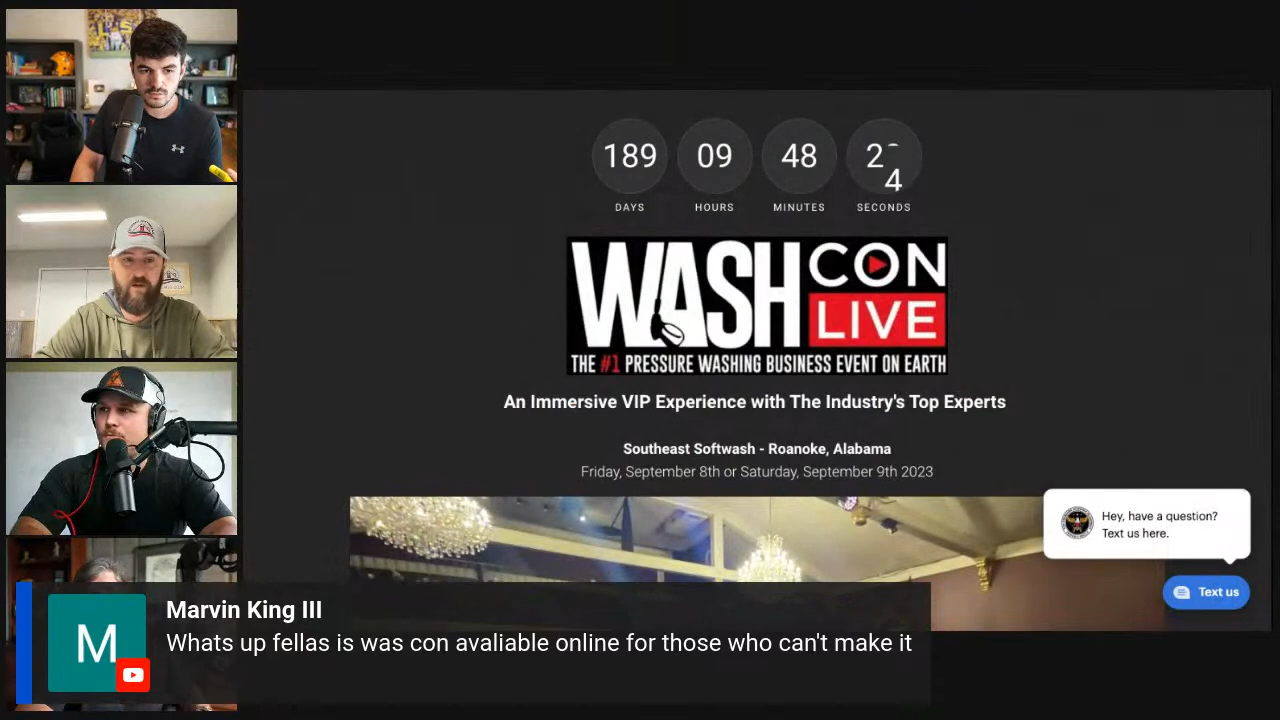 189
09
48
2
4
DAYS
HOURS
MINUTES
SECONDS
WASH CON
LIVE
THE #1 PRESSURE WASHING BUSINESS EVENT ON EARTH
An Immersive VIP Experience with The Industry's Top Experts
Southeast Softwash - Roanoke, Alabama
Friday, September 8th or Saturday, September 9th 2023
Hey, have a question?
Text us here.
Text us
M
Marvin King III
Whats up fellas is was con avaliable online for those who can't make it